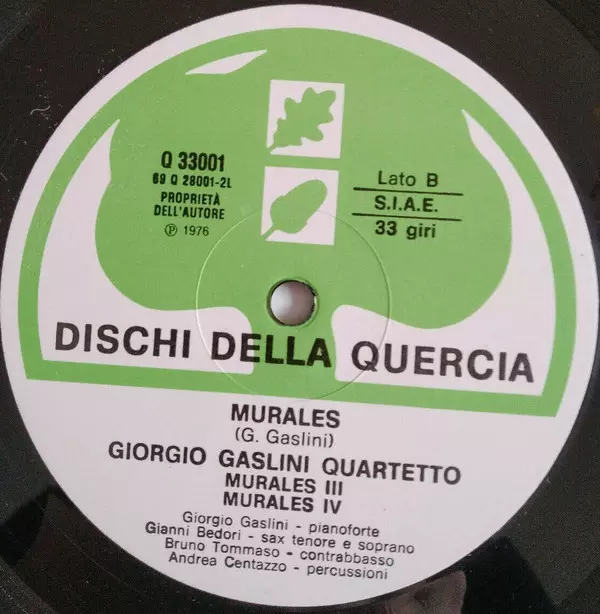 Q 33001
69 Q 28001-2L
PROPRIETÀ
DELL'AUTORE
Ⓟ 1976
Lato B
S.I.A.E.
33 giri
DISCHI DELLA QUERCIA
MURALES
(G. Gaslini)
GIORGIO GASLINI QUARTETTO
MURALES III
MURALES IV
Giorgio Gaslini - pianoforte
Gianni Bedori - sax tenore e soprano
Bruno Tommaso - contrabbasso
Andrea Centazzo - percussioni